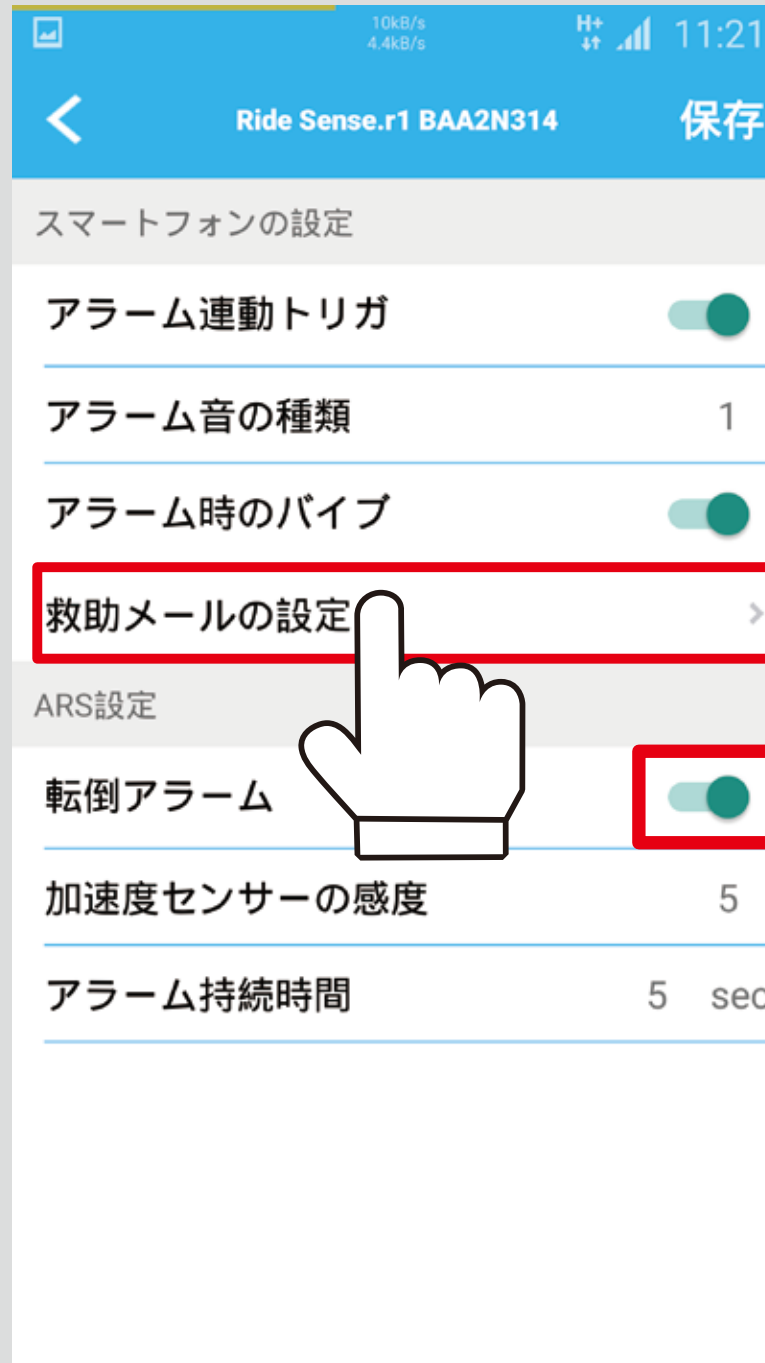 10kB/s
4.4kB/s
H+
11:21
Ride Sense.r1 BAA2N314
保存
スマートフォンの設定
アラーム連動トリガ
アラーム音の種類 1
アラーム時のバイブ
救助メールの設定
ARS設定
転倒アラーム
加速度センサーの感度 5
アラーム持続時間 5 sec